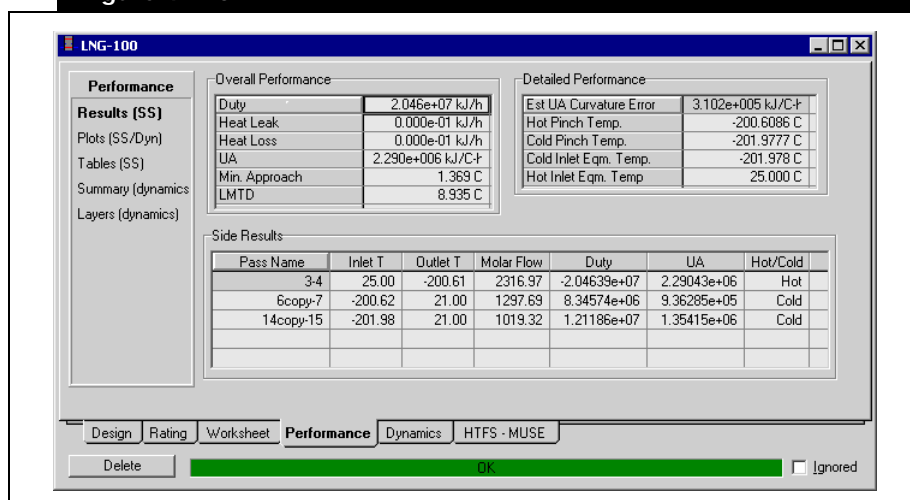 LNG-100
Performance
Results (SS)
Plots (SS/Dyn)
Tables (SS)
Summary (dynamics
Layers (dynamics)
Overall Performance
Duty 2.046e+07 kJ/h
Heat Leak 0.000e-01 kJ/h
Heat Loss 0.000e-01 kJ/h
UA 2.290e+006 kJ/C-h
Min. Approach 1.369 C
LMTD 8.935 C
Detailed Performance
Est UA Curvature Error 3.102e+005 kJ/C-h
Hot Pinch Temp. -200.6086 C
Cold Pinch Temp. -201.9777 C
Cold Inlet Eqm. Temp. -201.978 C
Hot Inlet Eqm. Temp 25.000 C
Side Results
Pass Name Inlet T Outlet T Molar Flow Duty UA Hot/Cold
3-4 25.00 -200.61 2316.97 -2.04639e+07 2.29043e+06 Hot
6copy-7 -200.62 21.00 1297.69 8.34574e+06 9.36285e+05 Cold
14copy-15 -201.98 21.00 1019.32 1.21186e+07 1.35415e+06 Cold
Design Rating Worksheet Performance Dynamics HTFS - MUSE
Delete OK Ignored